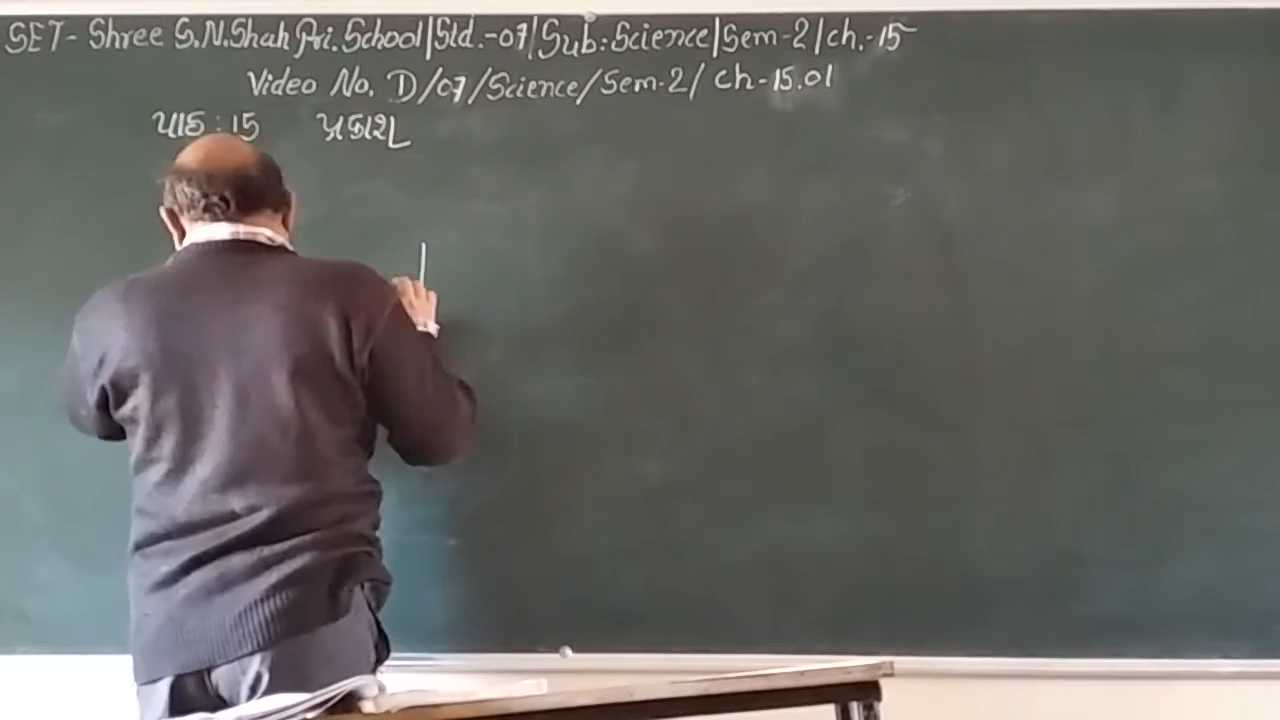 SET- Shree S.N.Shah Pri. School|Std.-07|Sub:Science|Sem-2|ch.-15
Video No. D/07/Science/Sem-2/ Ch-15.01
પાઠ : 15 પ્રકાશ